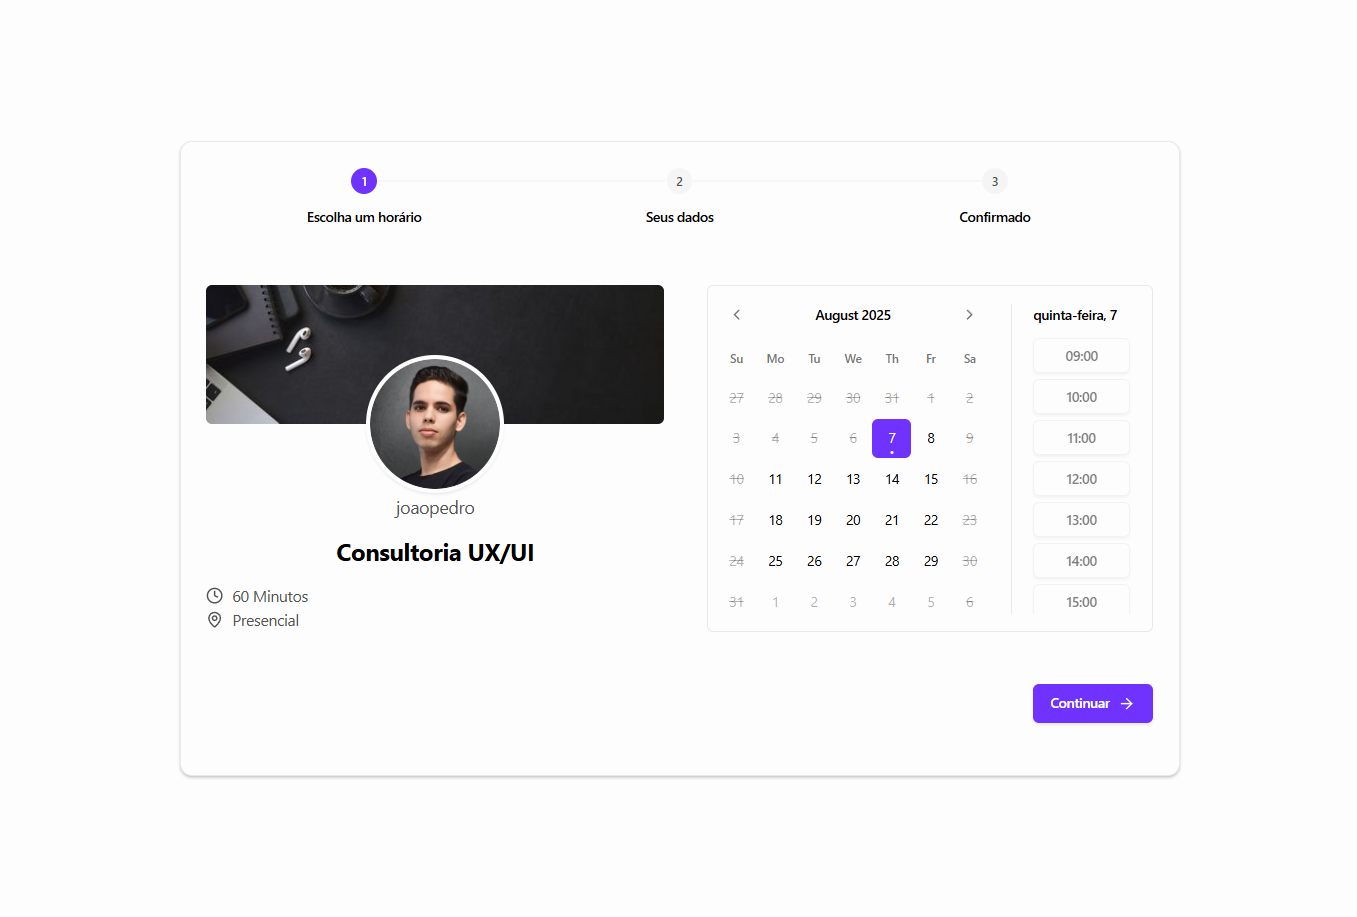 1
2
3
Escolha um horário
Seus dados
Confirmado
joaopedro
Consultoria UX/UI
60 Minutos
Presencial
August 2025
Su Mo Tu We Th Fr Sa
27 28 29 30 31 1 2
3 4 5 6 7 8 9
10 11 12 13 14 15 16
17 18 19 20 21 22 23
24 25 26 27 28 29 30
31 1 2 3 4 5 6
quinta-feira, 7
09:00
10:00
11:00
12:00
13:00
14:00
15:00
Continuar